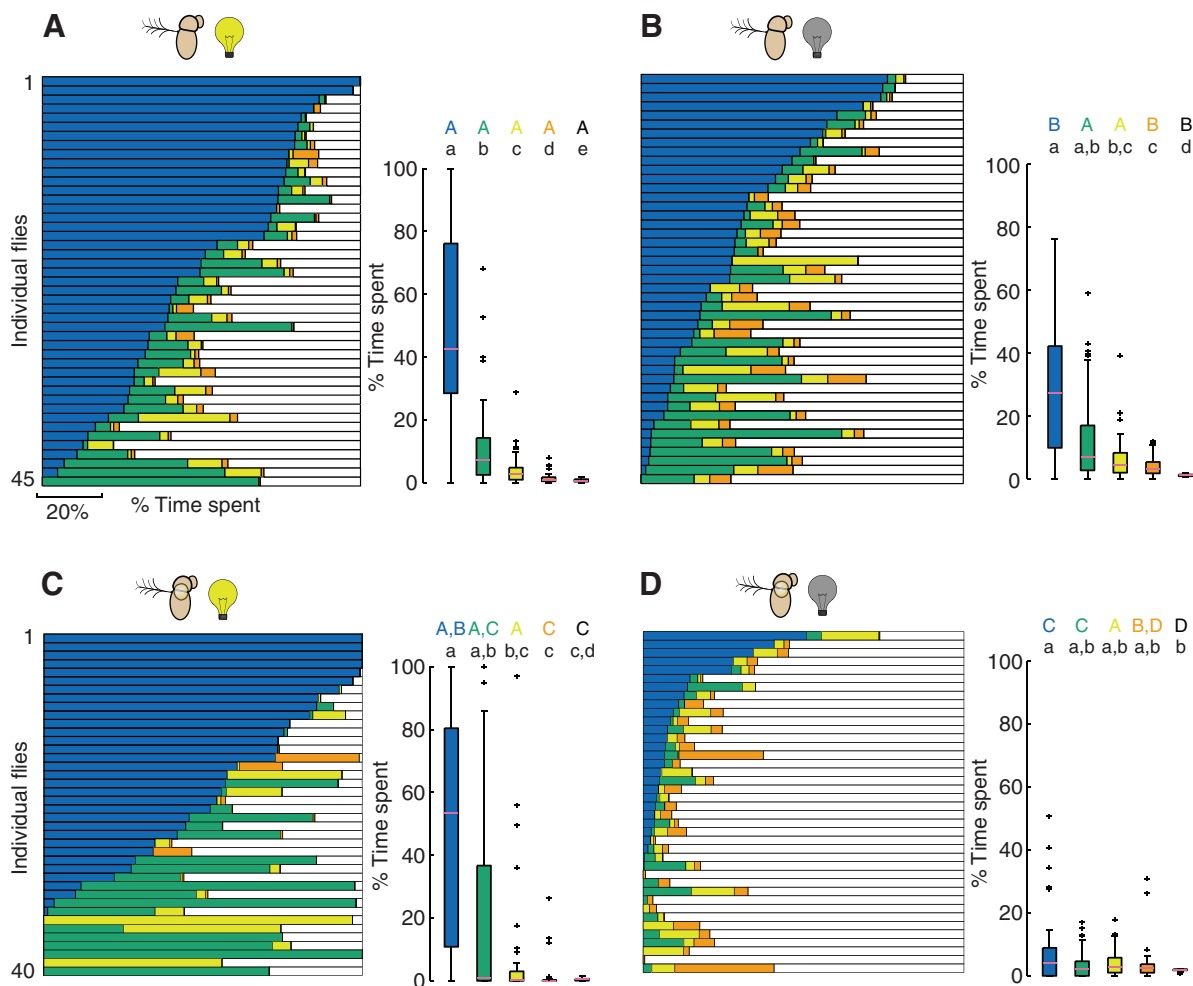 A
B
1
45
Individual flies
20%
% Time spent
A A A A A
a b c d e
100
80
60
40
20
0
% Time spent
B A A B B
a a,b b,c c d
100
80
60
40
20
0
% Time spent
C
D
1
40
Individual flies
A,B A,C A C C
a a,b b,c c c,d
100
80
60
40
20
0
% Time spent
C C A B,D D
a a,b a,b a,b b
100
80
60
40
20
0
% Time spent